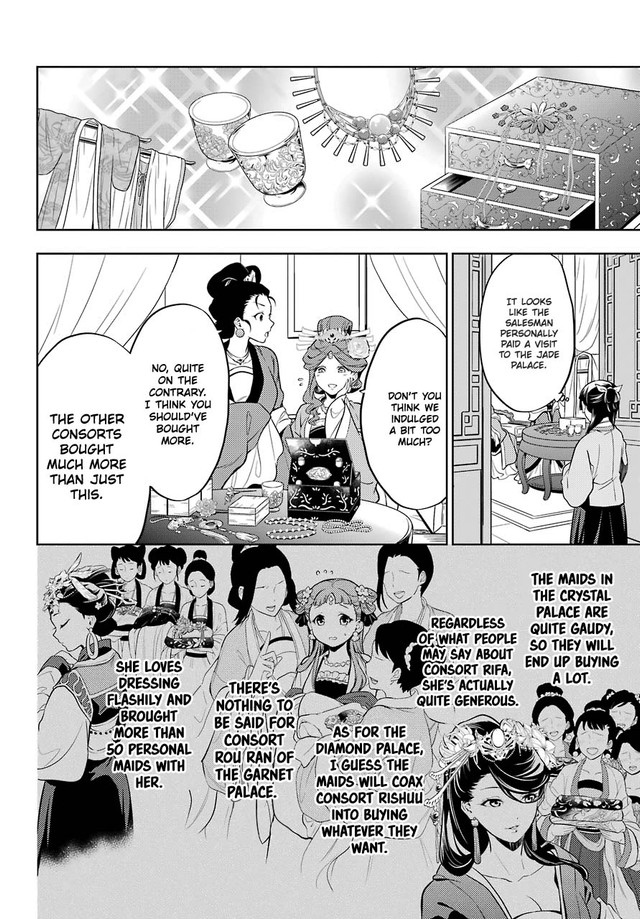 IT LOOKS
LIKE THE
SALESMAN
PERSONALLY
PAID A VISIT
TO THE JADE
PALACE.
DON'T YOU
THINK WE
INDULGED
A BIT TOO
MUCH?
NO, QUITE
ON THE
CONTRARY.
I THINK YOU
SHOULD'VE
BOUGHT
MORE.
THE OTHER
CONSORTS
BOUGHT
MUCH MORE
THAN JUST
THIS.
THE MAIDS IN
THE CRYSTAL
PALACE ARE
QUITE GAUDY,
SO THEY WILL
END UP BUYING
A LOT.
REGARDLESS
OF WHAT PEOPLE
MAY SAY ABOUT
CONSORT RIFA,
SHE'S ACTUALLY
QUITE GENEROUS.
AS FOR THE
DIAMOND PALACE,
I GUESS THE
MAIDS WILL COAX
CONSORT RISHUU
INTO BUYING
WHATEVER THEY
WANT.
THERE'S
NOTHING TO
BE SAID FOR
CONSORT
ROU RAN OF
THE GARNET
PALACE.
SHE LOVES
DRESSING
FLASHILY AND
BROUGHT
MORE THAN
50 PERSONAL
MAIDS WITH
HER.